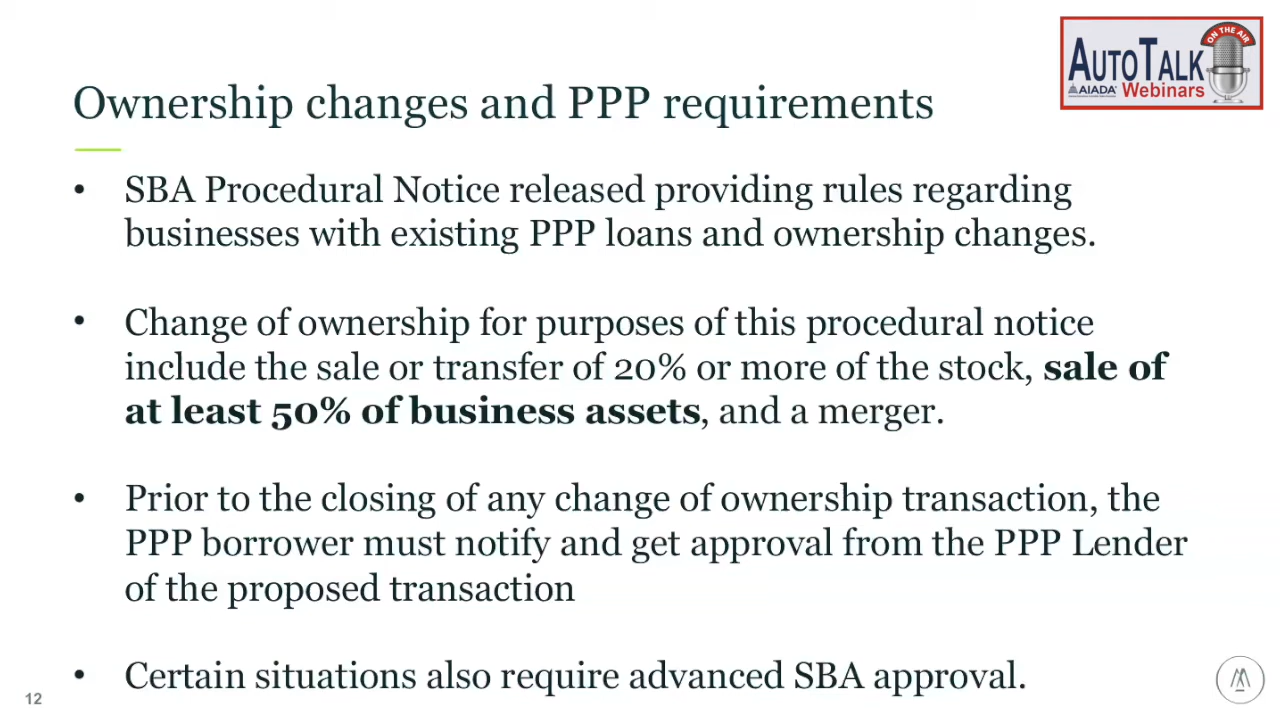 ON THE AIR
AUTOTALK
AIADA
Webinars
Ownership changes and PPP requirements
• SBA Procedural Notice released providing rules regarding
businesses with existing PPP loans and ownership changes.
• Change of ownership for purposes of this procedural notice
include the sale or transfer of 20% or more of the stock, sale of
at least 50% of business assets, and a merger.
• Prior to the closing of any change of ownership transaction, the
PPP borrower must notify and get approval from the PPP Lender
of the proposed transaction
• Certain situations also require advanced SBA approval.
12